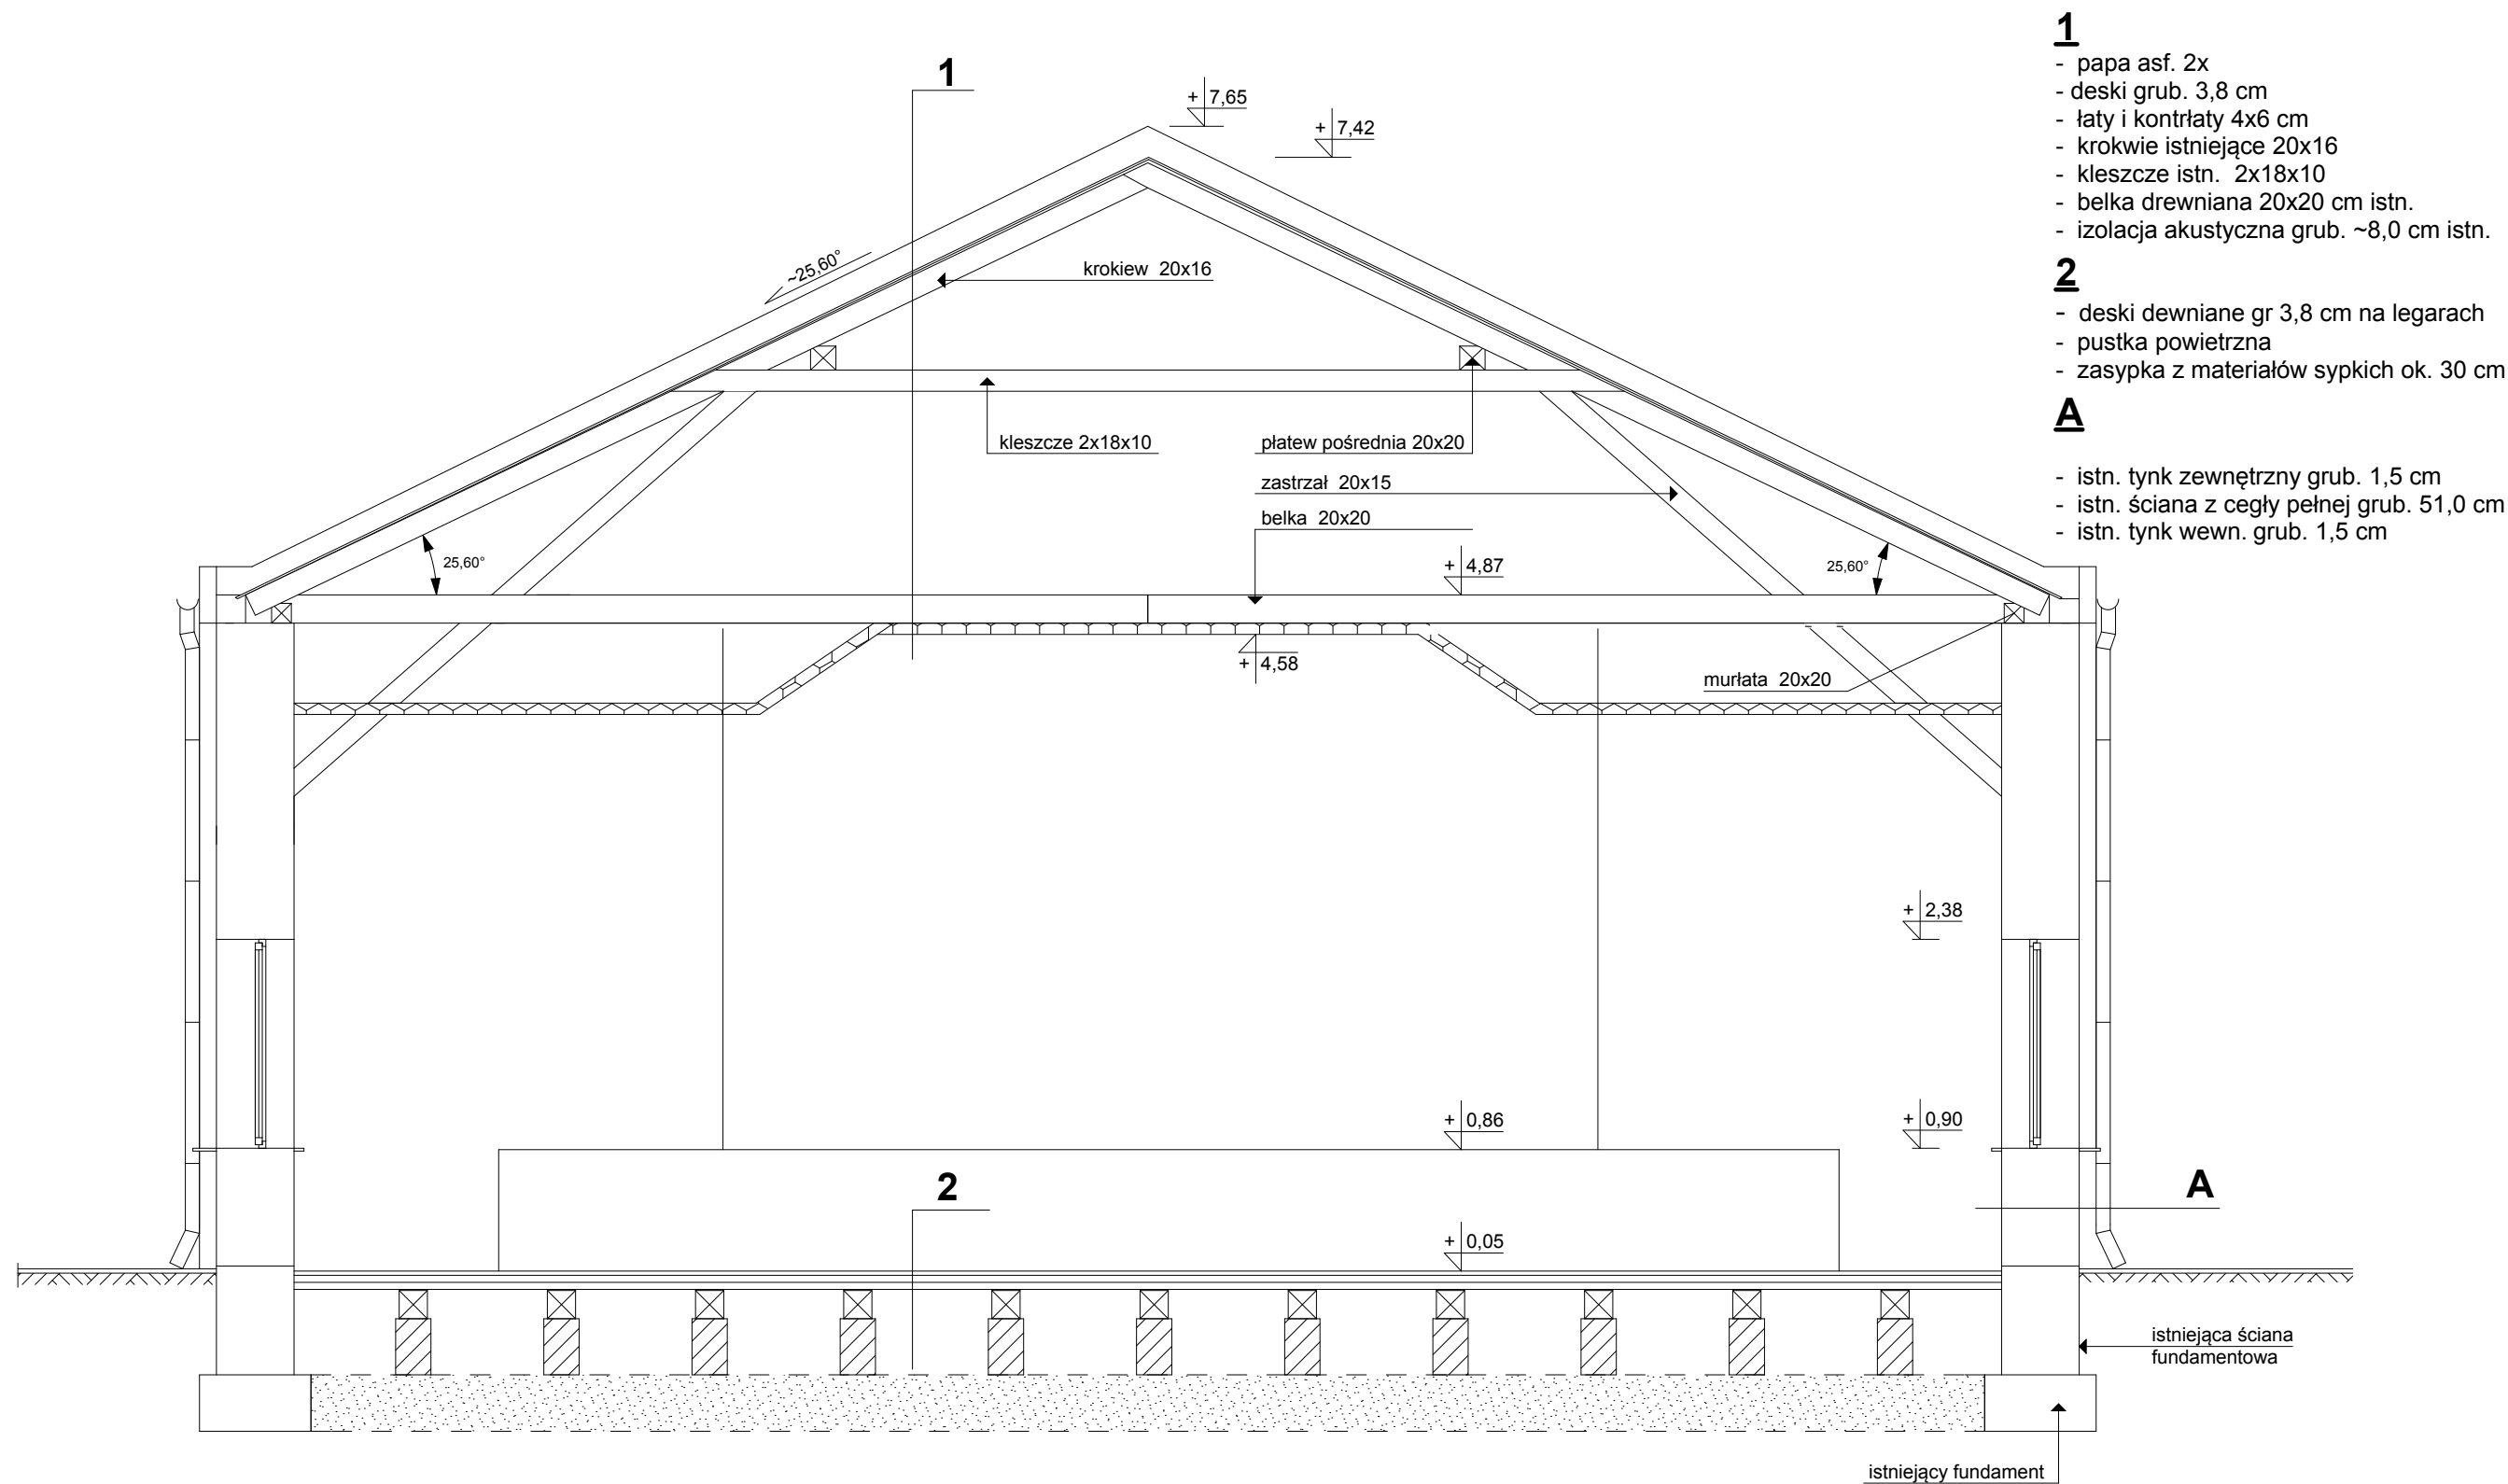 1
- papa asf. 2x
- deski grub. 3,8 cm
- łaty i kontrłaty 4x6 cm
- krokwie istniejące 20x16
- kleszcze istn. 2x18x10
- belka drewniana 20x20 cm istn.
- izolacja akustyczna grub. ~8,0 cm istn.
2
- deski dewniane gr 3,8 cm na legarach
- pustka powietrzna
- zasypka z materiałów sypkich ok. 30 cm
A
- istn. tynk zewnętrzny grub. 1,5 cm
- istn. ściana z cegły pełnej grub. 51,0 cm
- istn. tynk wewn. grub. 1,5 cm
1
+ 7,65
+ 7,42
~25,60°
krokiew 20x16
kleszcze 2x18x10
płatew pośrednia 20x20
zastrzał 20x15
belka 20x20
25,60°
+ 4,87
25,60°
+ 4,58
murłata 20x20
+ 2,38
+ 0,86
+ 0,90
2
A
+ 0,05
istniejąca ściana
fundamentowa
istniejący fundament